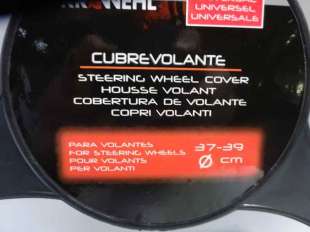 UNIVERSEL
UNIVERSALE
CUBREVOLANTE
STEERING WHEEL COVER
HOUSSE VOLANT
COBERTURA DE VOLANTE
COPRI VOLANTI
PARA VOLANTES
FOR STEERING WHEELS
POUR VOLANTS
PER VOLANTI
37-39
Ø cm